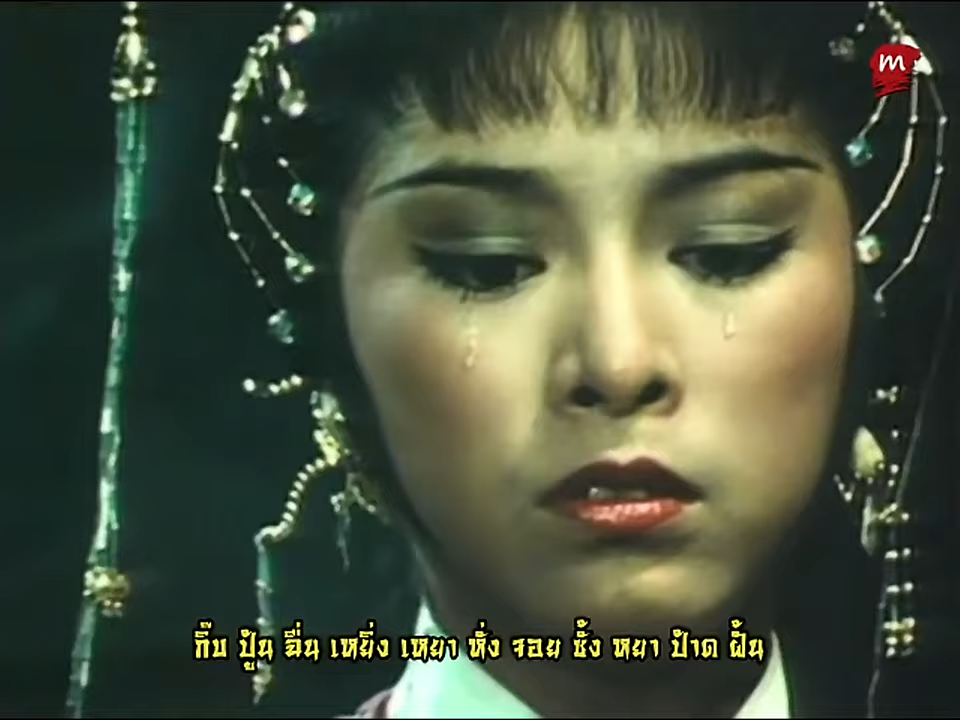 m
กิ๊บ ปู๋น ฉี่น เหยิ่ง เหยา หั่ง จอย ซั้ง หยา ป๋าด ฝั้น